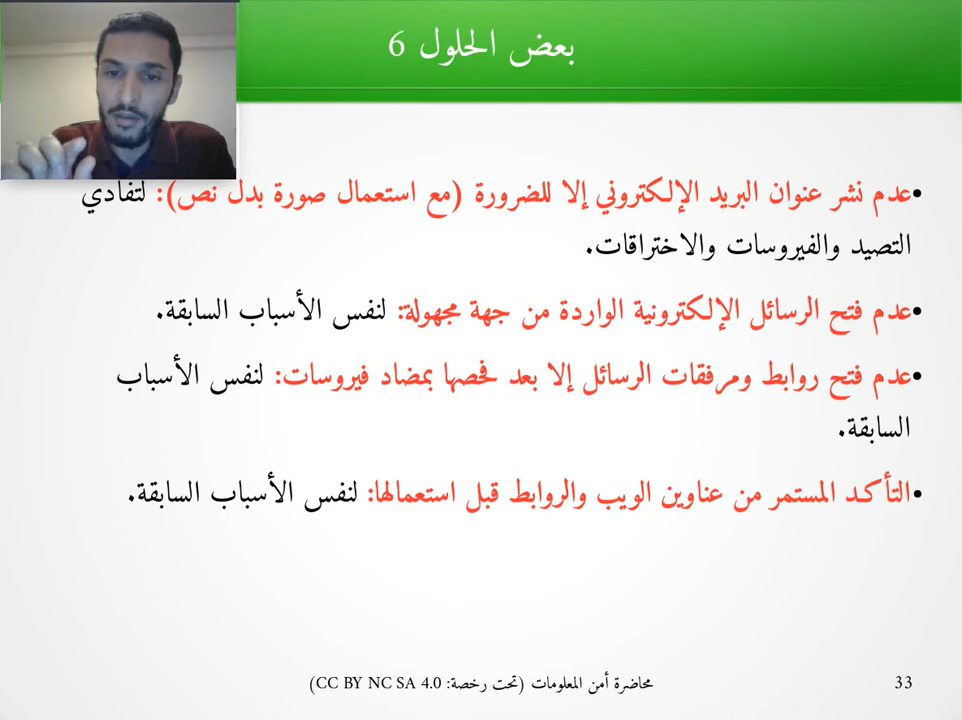 بعض الحلول 6
•عدم نشر عنوان البريد الإلكتروني إلا للضرورة (مع استعمال صورة بدل نص): لتفادي
التصيد والفيروسات والاختراقات.
•عدم فتح الرسائل الإلكترونية الواردة من جهة مجهولة: لنفس الأسباب السابقة.
•عدم فتح روابط ومرفقات الرسائل إلا بعد فحصها بمضاد فيروسات: لنفس الأسباب
السابقة.
•التأكد المستمر من عناوين الويب والروابط قبل استعمالها: لنفس الأسباب السابقة.
محاضرة أمن المعلومات (تحت رخصة: CC BY NC SA 4.0)
33